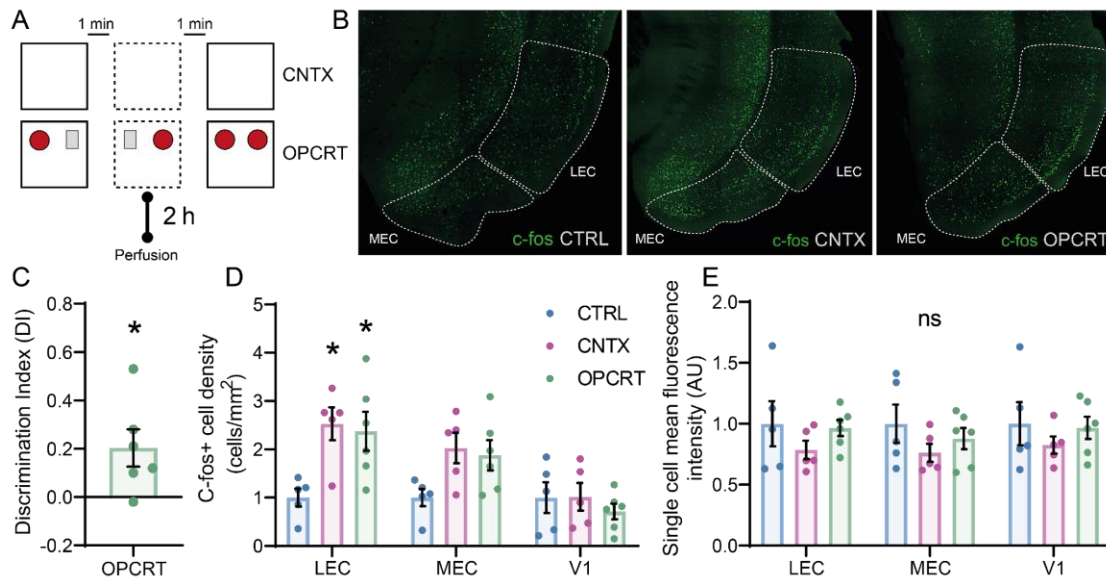 A
1 min
1 min
CNTX
OPCRT
2 h
Perfusion
B
LEC
MEC
c-fos CTRL
LEC
MEC
c-fos CNTX
LEC
MEC
c-fos OPCRT
C
Discrimination Index (DI)
0.8
0.6
0.4
0.2
0.0
-0.2
*
OPCRT
D
C-fos+ cell density
(cells/mm²)
5
4
3
2
1
0
*
*
CTRL
CNTX
OPCRT
LEC
MEC
V1
E
Single cell mean fluorescence
intensity (AU)
2.0
1.5
1.0
0.5
0.0
ns
LEC
MEC
V1